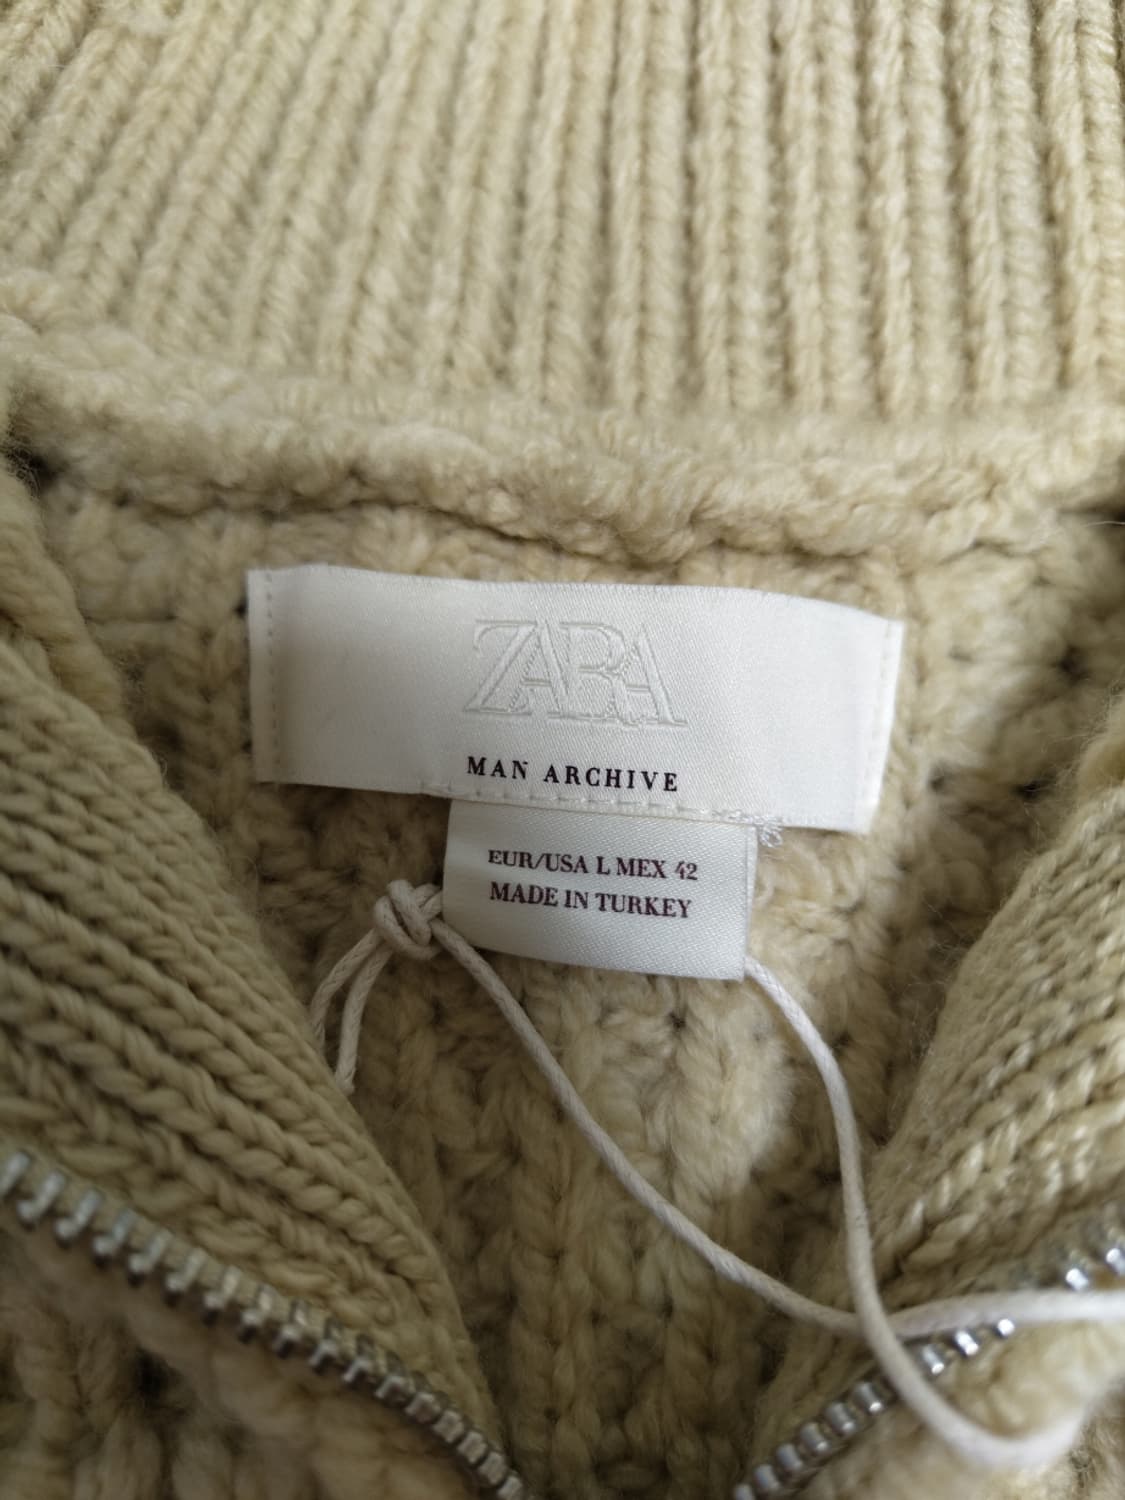 ZARA
MAN ARCHIVE
EUR/USA L MEX 42
MADE IN TURKEY